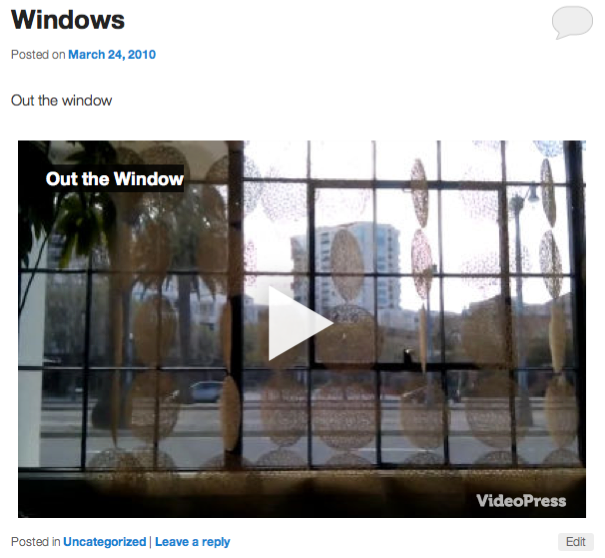 Windows
Posted on March 24, 2010
Out the window
Out the Window
VideoPress
Posted in Uncategorized | Leave a reply
Edit